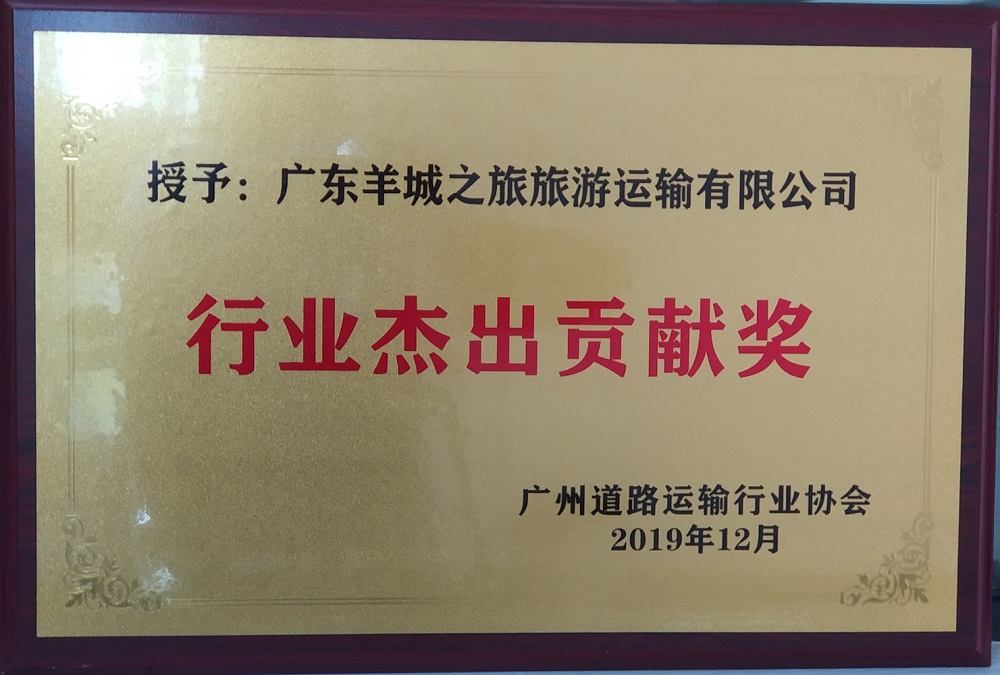 授予：广东羊城之旅旅游运输有限公司
行业杰出贡献奖
广州道路运输行业协会
2019年12月